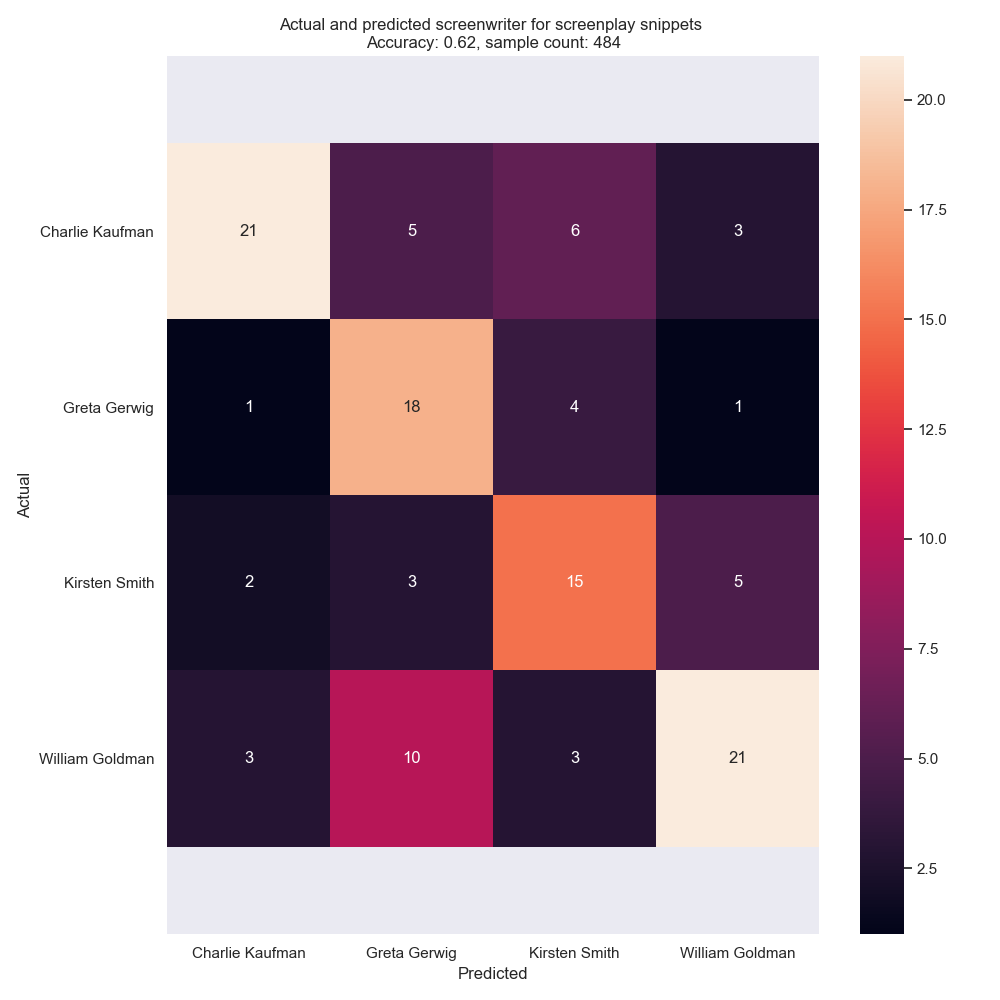 Actual and predicted screenwriter for screenplay snippets
Accuracy: 0.62, sample count: 484
20.0
Charlie Kaufman
21 5 6 3
17.5
15.0
Greta Gerwig
1 18 4 1
12.5
Actual
10.0
Kirsten Smith
2 3 15 5
7.5
William Goldman
3 10 3 21
5.0
2.5
Charlie Kaufman Greta Gerwig Kirsten Smith William Goldman
Predicted